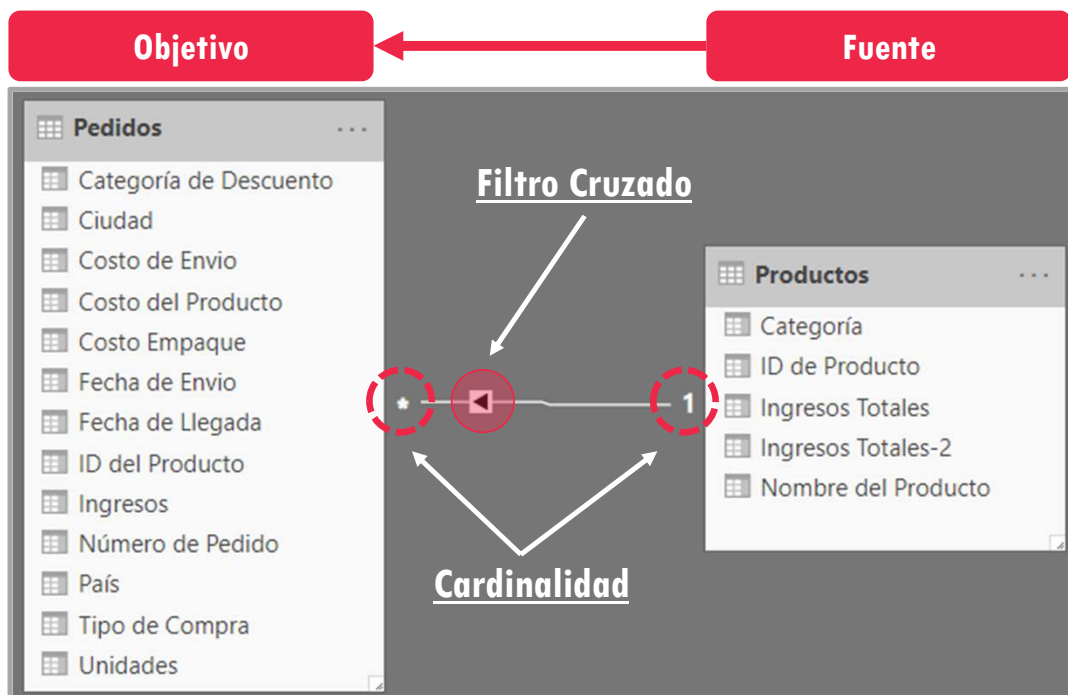 Objetivo
Fuente
Pedidos
Categoría de Descuento
Ciudad
Costo de Envio
Costo del Producto
Costo Empaque
Fecha de Envio
Fecha de Llegada
ID del Producto
Ingresos
Número de Pedido
País
Tipo de Compra
Unidades
Filtro Cruzado
*
1
Cardinalidad
Productos
Categoría
ID de Producto
Ingresos Totales
Ingresos Totales-2
Nombre del Producto